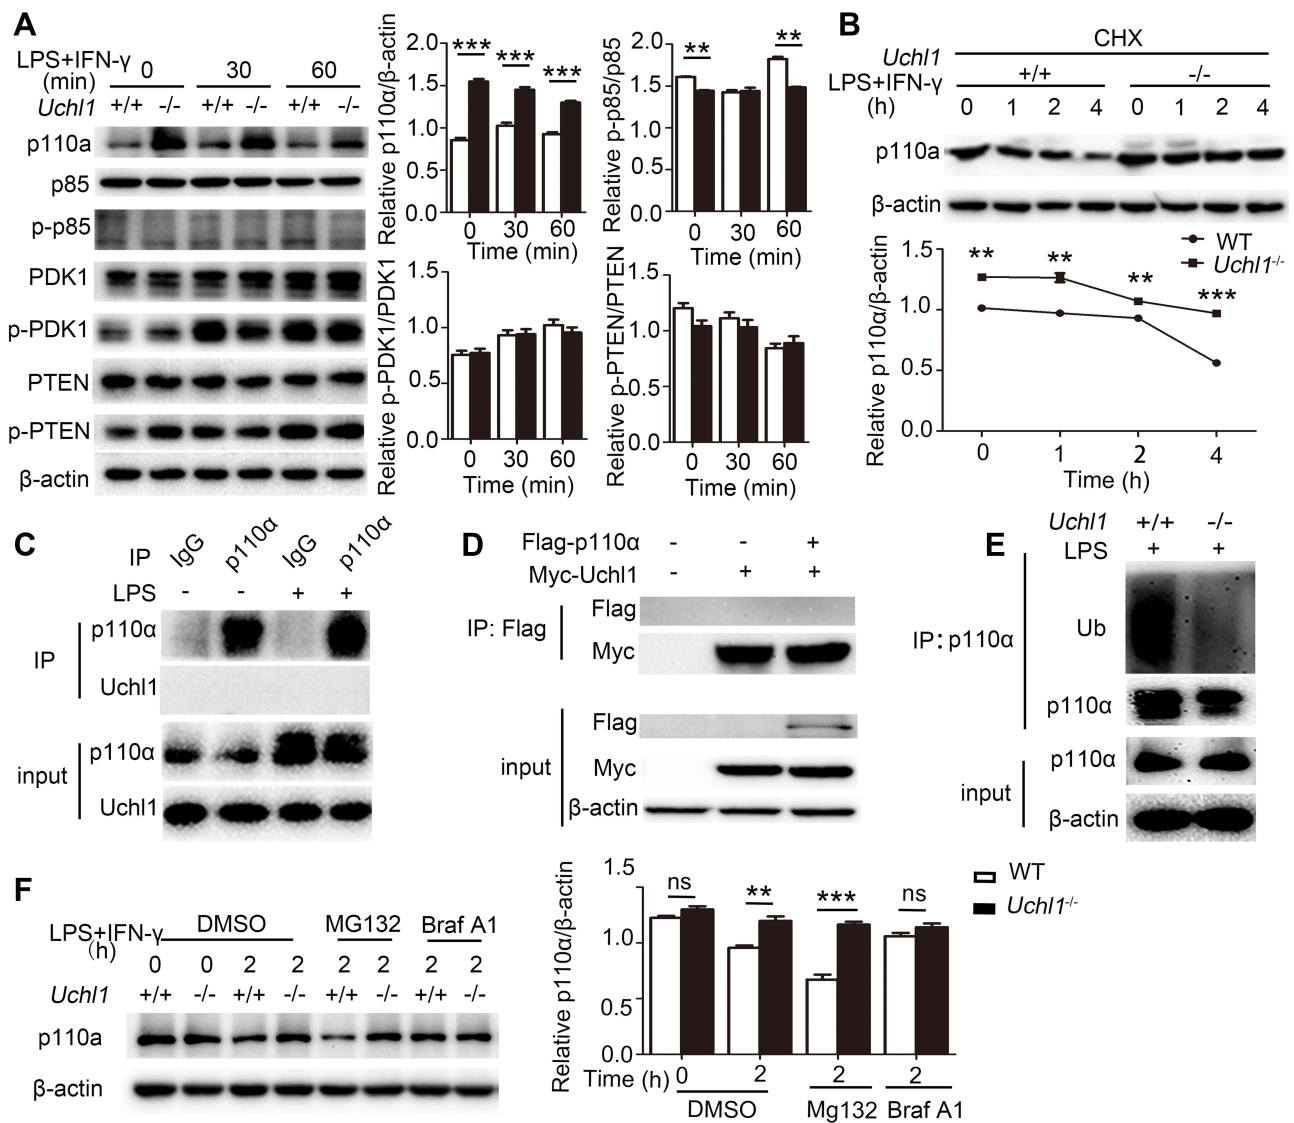 A
LPS+IFN-γ
(min)
0 30 60
Uchl1 +/+ -/- +/+ -/- +/+ -/-
p110a
p85
p-p85
PDK1
p-PDK1
PTEN
p-PTEN
β-actin
Relative p110α/β-actin
2.0
1.5
1.0
0.5
0.0
*** *** ***
0 30 60
Time (min)
Relative p-p85/p85
2.0
1.5
1.0
0.5
0.0
** **
0 30 60
Time (min)
Relative p-PDK1/PDK1
1.5
1.0
0.5
0.0
0 30 60
Time (min)
Relative p-PTEN/PTEN
1.5
1.0
0.5
0.0
0 30 60
Time (min)
B
CHX
Uchl1 +/+ -/-
LPS+IFN-γ
(h) 0 1 2 4 0 1 2 4
p110a
β-actin
Relative p110α/β-actin
1.5
1.0
0.5
0.0
** ** ** ***
WT
Uchl1-/-
0 1 2 4
Time (h)
C
IP IgG p110α IgG p110α
LPS - - + +
IP
p110α
Uchl1
input
p110α
Uchl1
D
Flag-p110α - - +
Myc-Uchl1 - + +
IP: Flag
Flag
Myc
input
Flag
Myc
β-actin
E
Uchl1 +/+ -/-
LPS + +
IP: p110α
Ub
p110α
input
p110α
β-actin
F
LPS+IFN-γ DMSO MG132 Braf A1
(h) 0 0 2 2 2 2 2 2
Uchl1 +/+ -/- +/+ -/- +/+ -/- +/+ -/-
p110a
β-actin
Relative p110α/β-actin
1.5
1.0
0.5
0.0
ns ** *** ns
WT
Uchl1-/-
Time (h) 0 2 2 2
DMSO Mg132 Braf A1